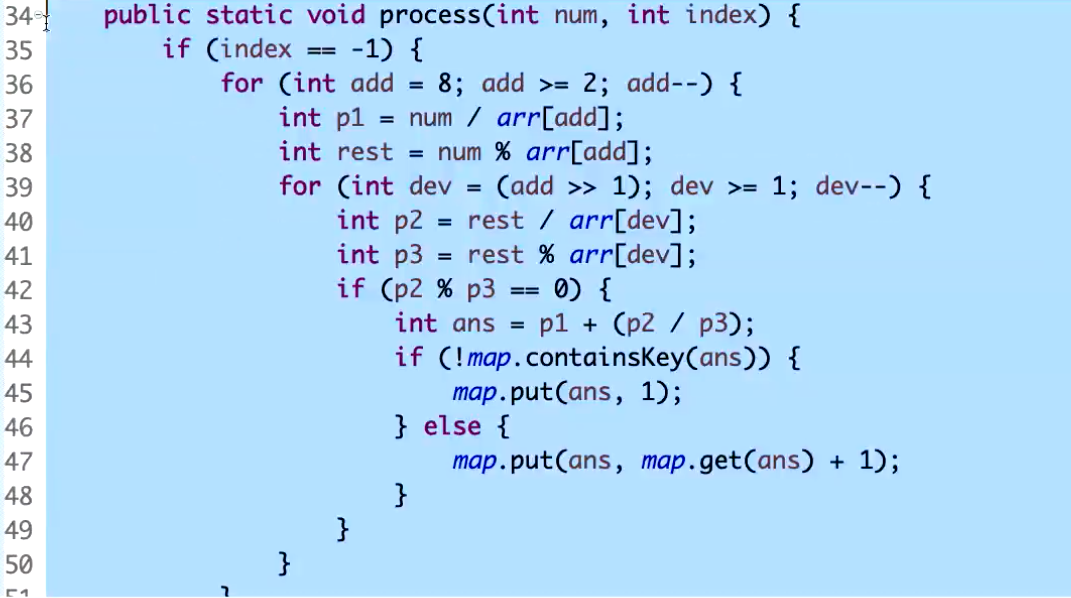 34 public static void process(int num, int index) {
35 if (index == -1) {
36 for (int add = 8; add >= 2; add--) {
37 int p1 = num / arr[add];
38 int rest = num % arr[add];
39 for (int dev = (add >> 1); dev >= 1; dev--) {
40 int p2 = rest / arr[dev];
41 int p3 = rest % arr[dev];
42 if (p2 % p3 == 0) {
43 int ans = p1 + (p2 / p3);
44 if (!map.containsKey(ans)) {
45 map.put(ans, 1);
46 } else {
47 map.put(ans, map.get(ans) + 1);
48 }
49 }
50 }
51 }